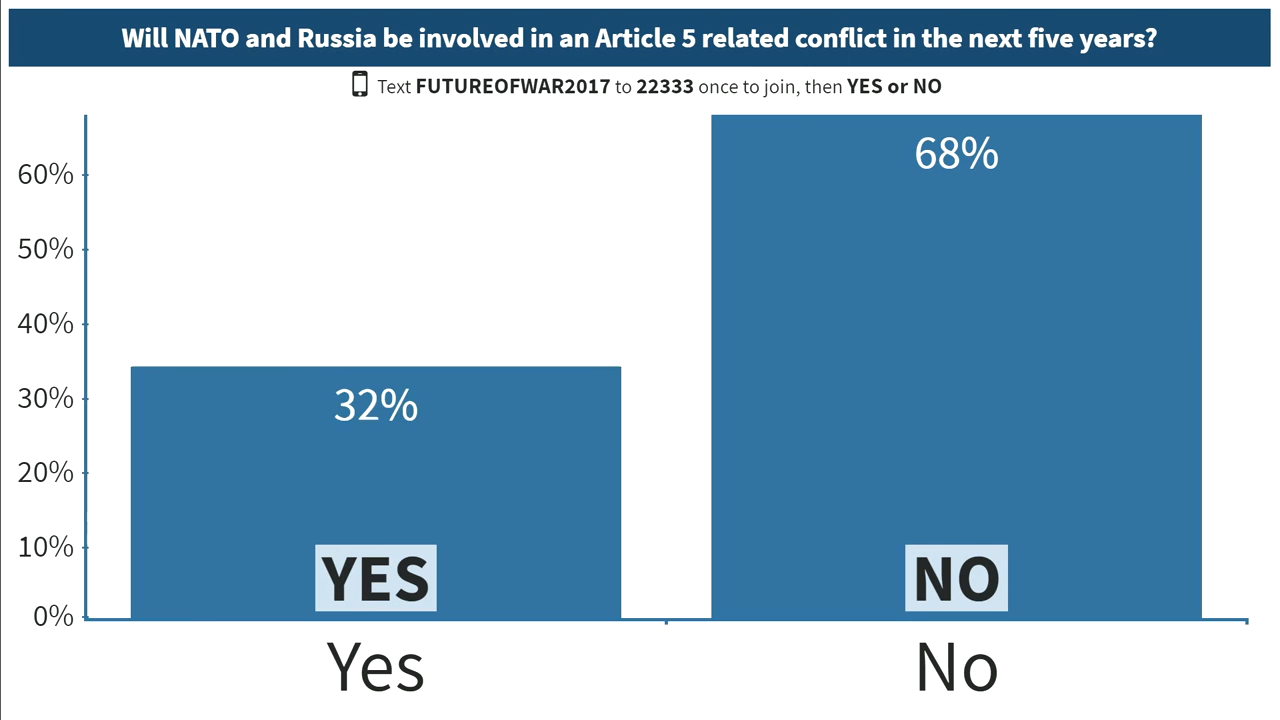 Will NATO and Russia be involved in an Article 5 related conflict in the next five years?
Text FUTUREOFWAR2017 to 22333 once to join, then YES or NO
68%
60%
50%
40%
32%
30%
20%
10%
YES
NO
0%
Yes
No